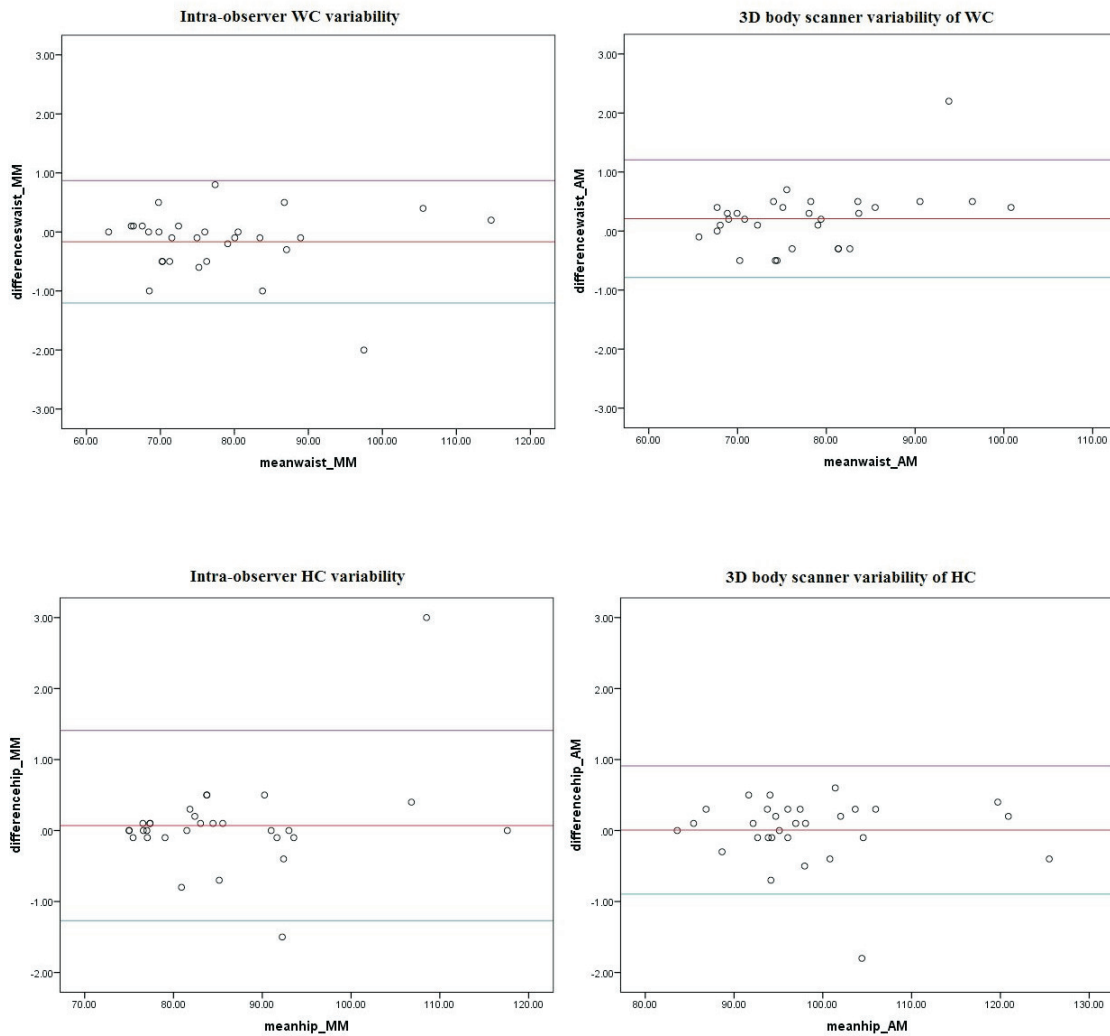 Intra-observer WC variability
3.00
2.00
1.00
.00
-1.00
-2.00
-3.00
differenceswaist_MM
60.00 70.00 80.00 90.00 100.00 110.00 120.00
meanwaist_MM
3D body scanner variability of WC
3.00
2.00
1.00
.00
-1.00
-2.00
-3.00
differencewaist_AM
60.00 70.00 80.00 90.00 100.00 110.00
meanwaist_AM
Intra-observer HC variability
3.00
2.00
1.00
.00
-1.00
-2.00
differencehip_MM
70.00 80.00 90.00 100.00 110.00 120.00
meanhip_MM
3D body scanner variability of HC
3.00
2.00
1.00
.00
-1.00
-2.00
differencehip_AM
80.00 90.00 100.00 110.00 120.00 130.00
meanhip_AM